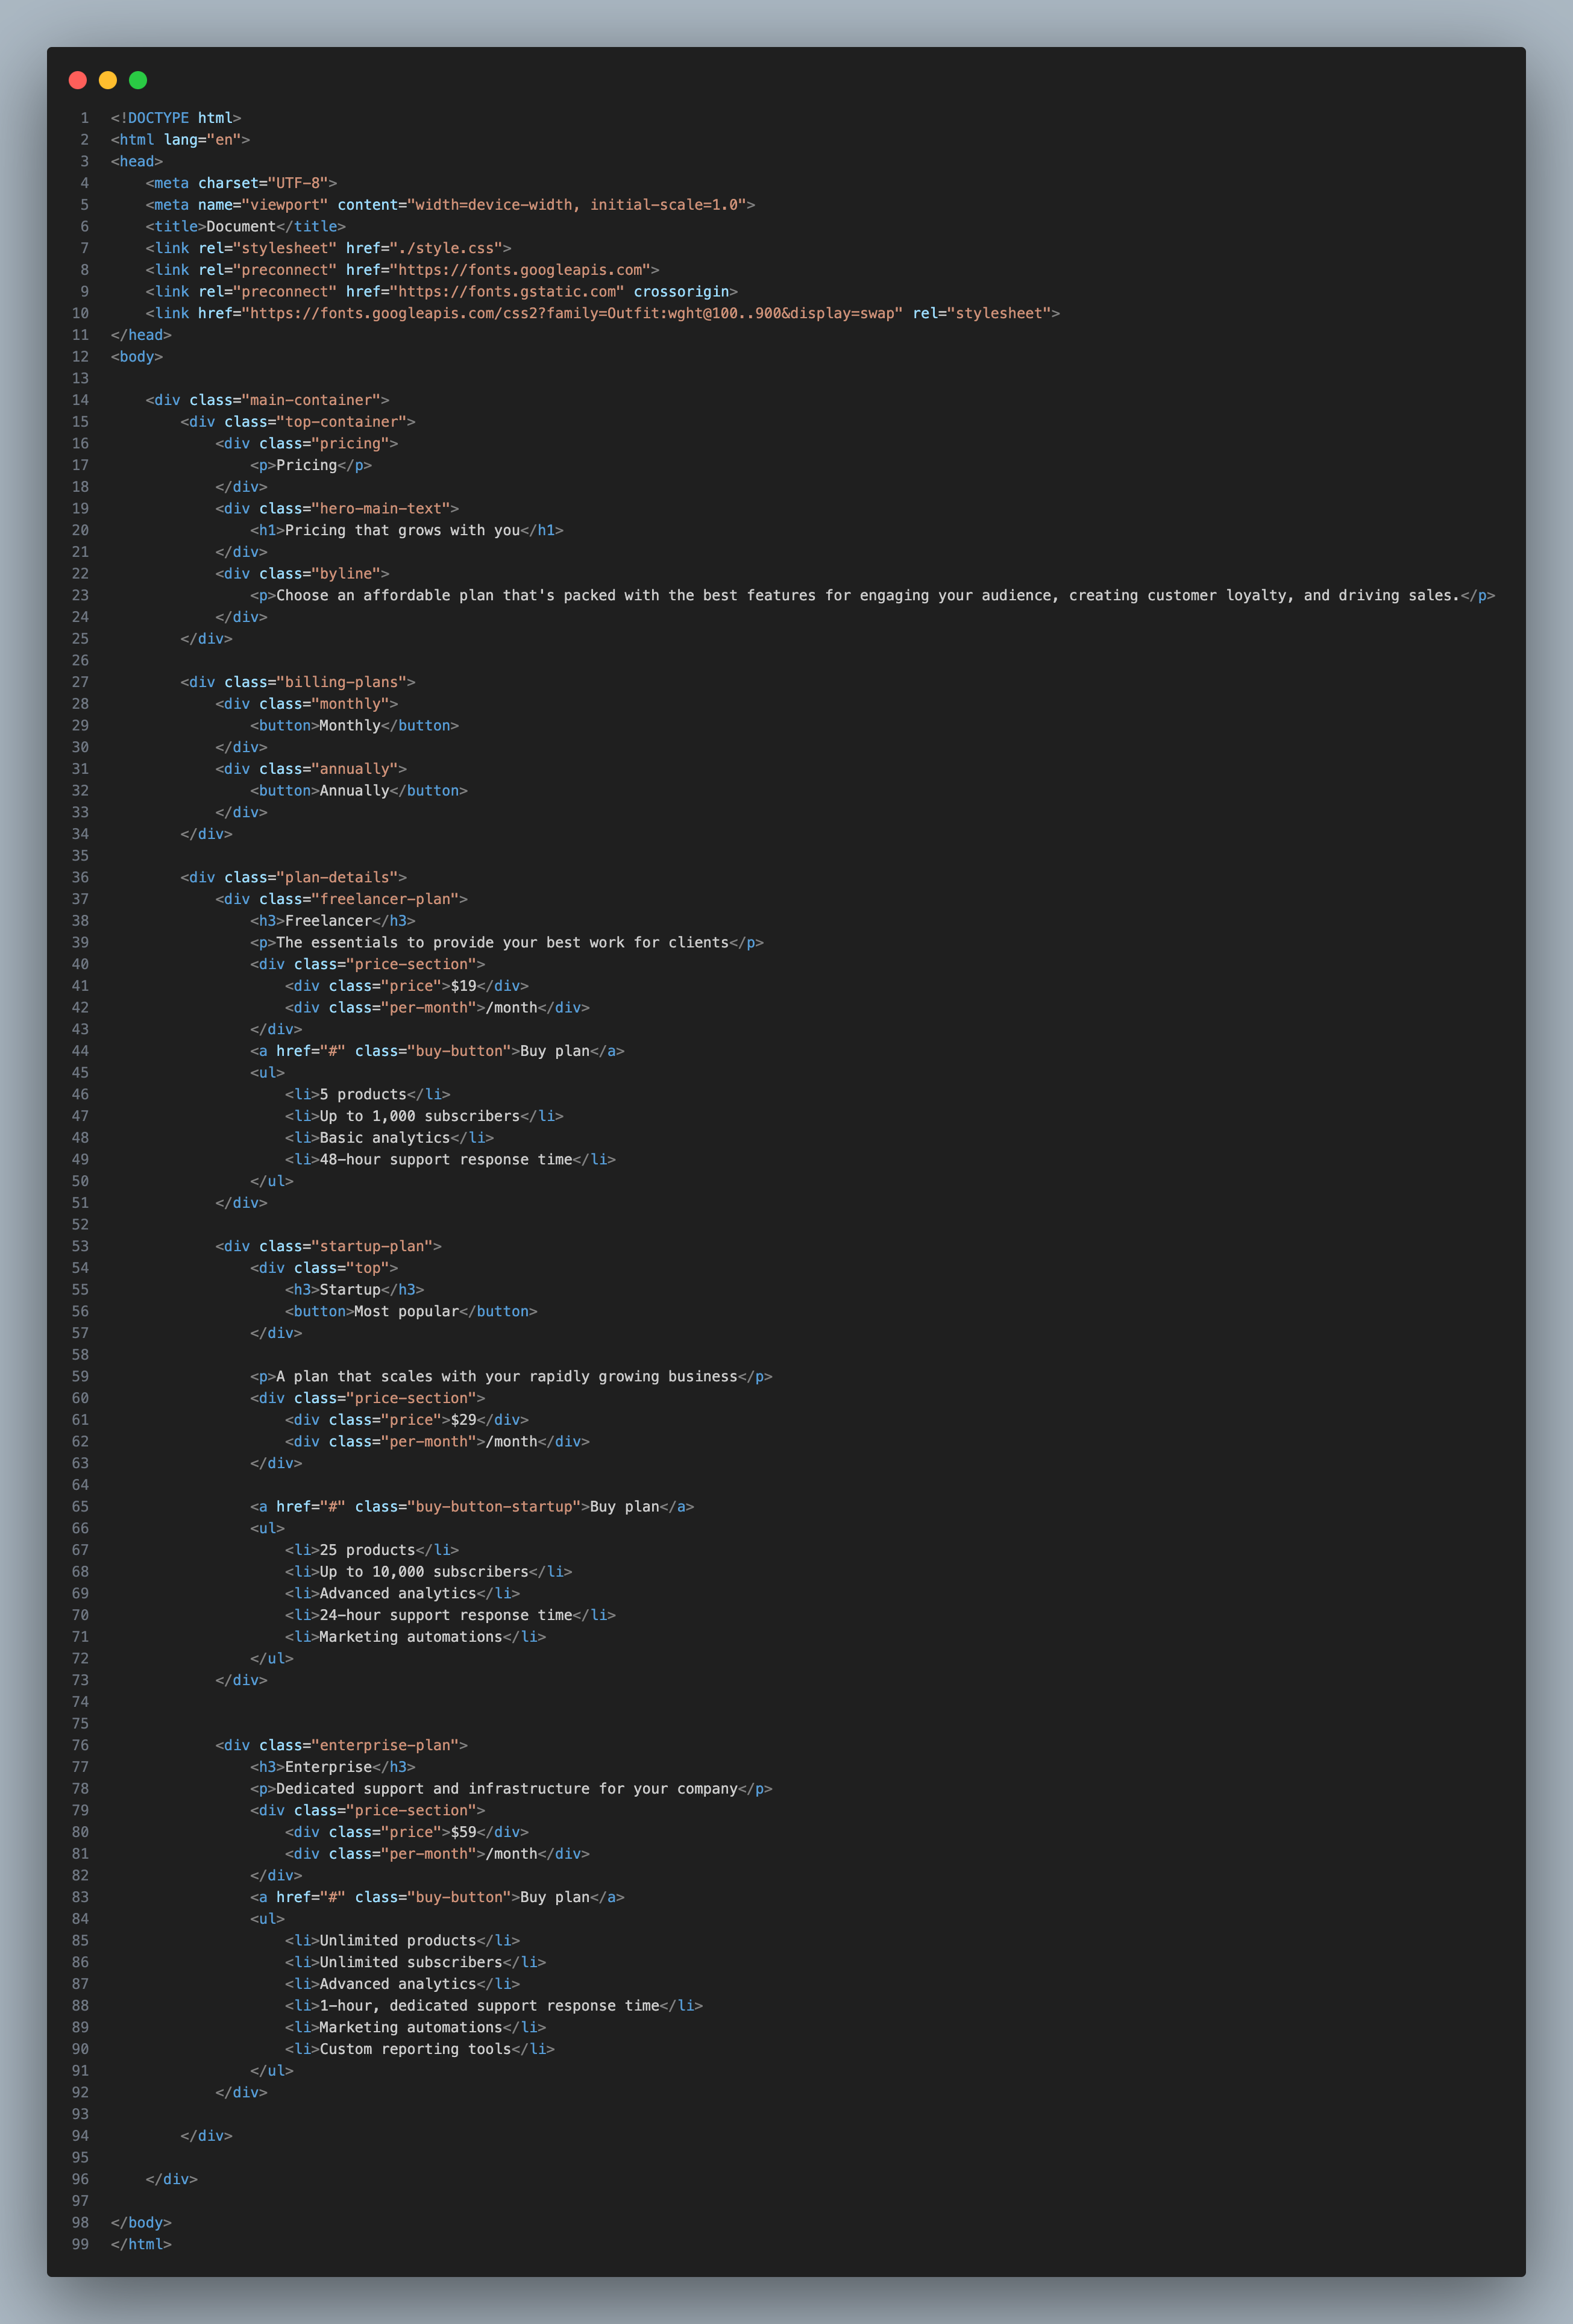 1 <!DOCTYPE html>
2 <html lang="en">
3 <head>
4     <meta charset="UTF-8">
5     <meta name="viewport" content="width=device-width, initial-scale=1.0">
6     <title>Document</title>
7     <link rel="stylesheet" href="./style.css">
8     <link rel="preconnect" href="https://fonts.googleapis.com">
9     <link rel="preconnect" href="https://fonts.gstatic.com" crossorigin>
10     <link href="https://fonts.googleapis.com/css2?family=Outfit:wght@100..900&display=swap" rel="stylesheet">
11 </head>
12 <body>
13
14     <div class="main-container">
15         <div class="top-container">
16             <div class="pricing">
17                 <p>Pricing</p>
18             </div>
19             <div class="hero-main-text">
20                 <h1>Pricing that grows with you</h1>
21             </div>
22             <div class="byline">
23                 <p>Choose an affordable plan that's packed with the best features for engaging your audience, creating customer loyalty, and driving sales.</p>
24             </div>
25         </div>
26
27         <div class="billing-plans">
28             <div class="monthly">
29                 <button>Monthly</button>
30             </div>
31             <div class="annually">
32                 <button>Annually</button>
33             </div>
34         </div>
35
36         <div class="plan-details">
37             <div class="freelancer-plan">
38                 <h3>Freelancer</h3>
39                 <p>The essentials to provide your best work for clients</p>
40                 <div class="price-section">
41                     <div class="price">$19</div>
42                     <div class="per-month">/month</div>
43                 </div>
44                 <a href="#" class="buy-button">Buy plan</a>
45                 <ul>
46                     <li>5 products</li>
47                     <li>Up to 1,000 subscribers</li>
48                     <li>Basic analytics</li>
49                     <li>48-hour support response time</li>
50                 </ul>
51             </div>
52
53             <div class="startup-plan">
54                 <div class="top">
55                     <h3>Startup</h3>
56                     <button>Most popular</button>
57                 </div>
58
59                 <p>A plan that scales with your rapidly growing business</p>
60                 <div class="price-section">
61                     <div class="price">$29</div>
62                     <div class="per-month">/month</div>
63                 </div>
64
65                 <a href="#" class="buy-button-startup">Buy plan</a>
66                 <ul>
67                     <li>25 products</li>
68                     <li>Up to 10,000 subscribers</li>
69                     <li>Advanced analytics</li>
70                     <li>24-hour support response time</li>
71                     <li>Marketing automations</li>
72                 </ul>
73             </div>
74
75
76             <div class="enterprise-plan">
77                 <h3>Enterprise</h3>
78                 <p>Dedicated support and infrastructure for your company</p>
79                 <div class="price-section">
80                     <div class="price">$59</div>
81                     <div class="per-month">/month</div>
82                 </div>
83                 <a href="#" class="buy-button">Buy plan</a>
84                 <ul>
85                     <li>Unlimited products</li>
86                     <li>Unlimited subscribers</li>
87                     <li>Advanced analytics</li>
88                     <li>1-hour, dedicated support response time</li>
89                     <li>Marketing automations</li>
90                     <li>Custom reporting tools</li>
91                 </ul>
92             </div>
93
94         </div>
95
96     </div>
97
98 </body>
99 </html>